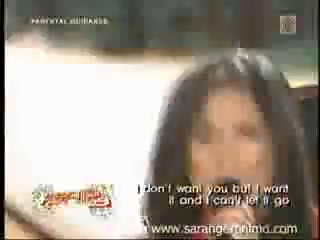 PARENTAL GUIDANCE
I don't want you but I want
it and I can't let it go
www.sarangeronimo.com